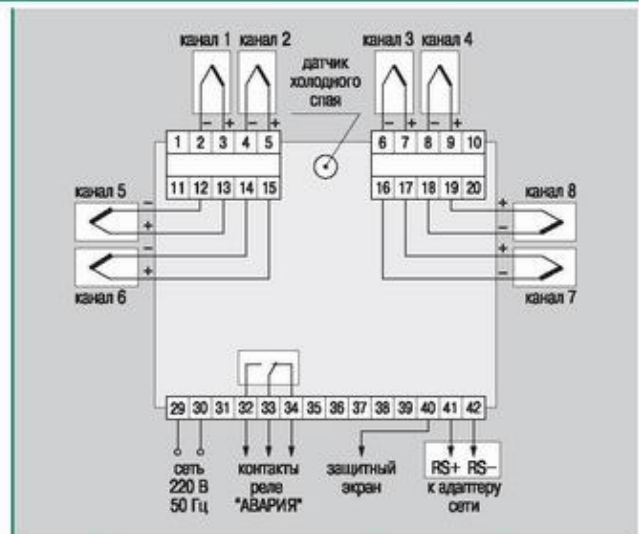 канал 1 канал 2
канал 3 канал 4
датчик
холодного
спая
- + - +
- + - +
1 2 3 4 5
6 7 8 9 10
11 12 13 14 15
16 17 18 19 20
канал 5
-
+
-
+
канал 6
канал 8
+
-
+
-
канал 7
29 30 31 32 33 34 35 36 37 38 39 40 41 42
сеть
220 В
50 Гц
контакты
реле
"АВАРИЯ"
защитный
экран
RS+ RS-
к адаптеру
сети